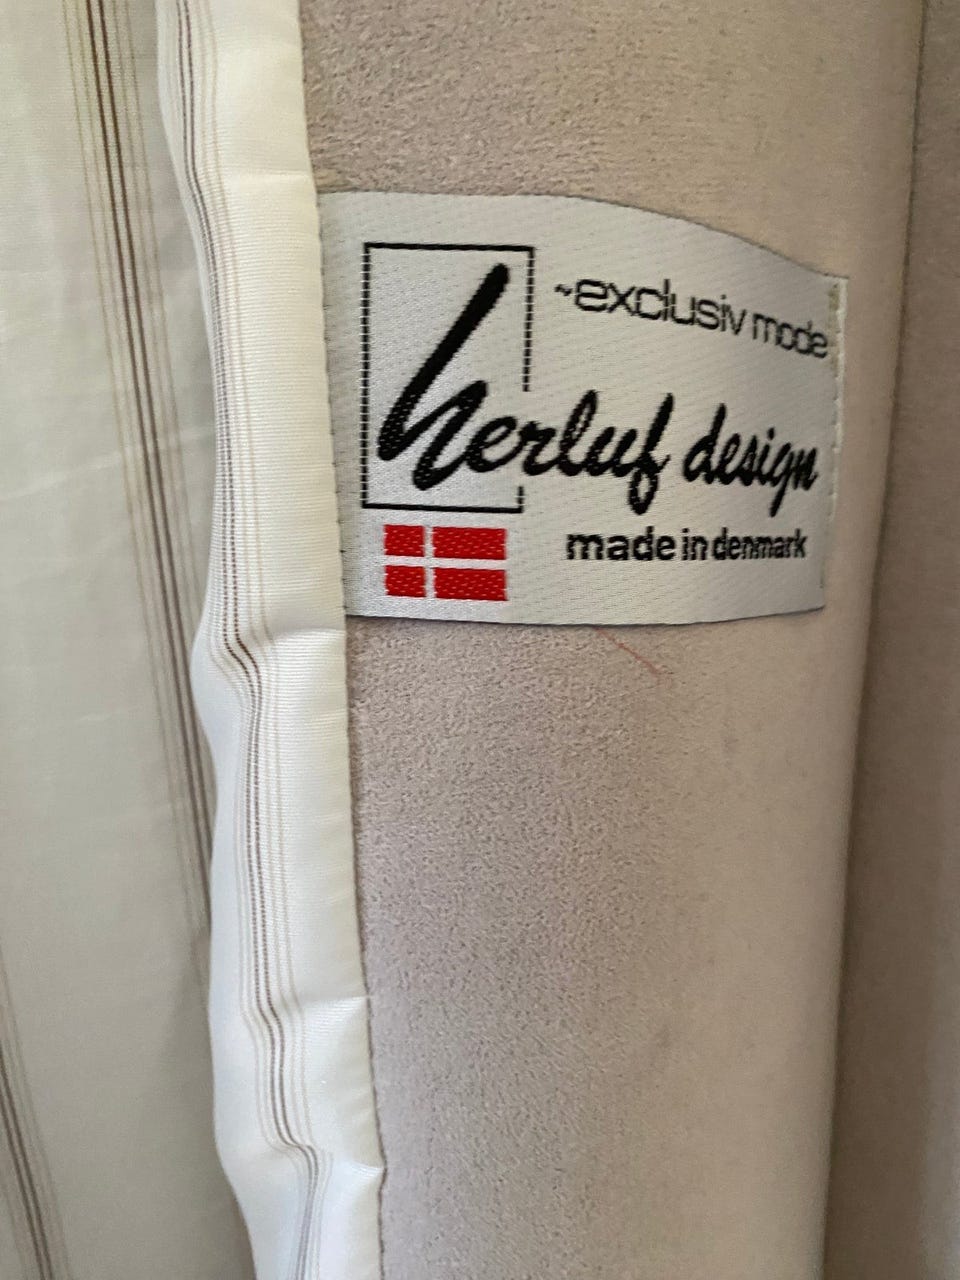 ~exclusiv mode
herluf design
made in denmark